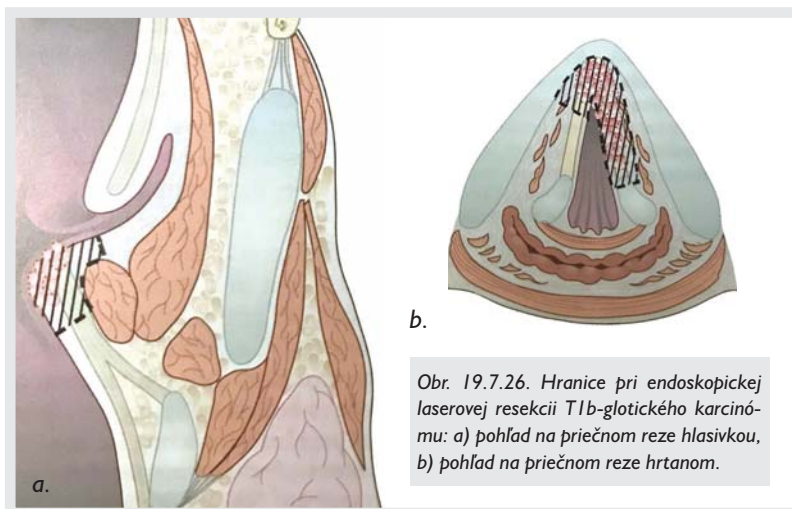 a.
b.
Obr. 19.7.26. Hranice pri endoskopickej
laserovej resekcii T1b-glotického karcinó-
mu: a) pohľad na priečnom reze hlasivkou,
b) pohľad na priečnom reze hrtanom.